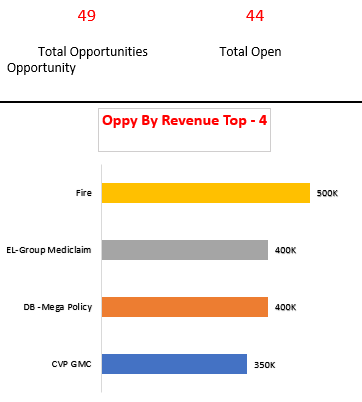 49 44
Total Opportunities Total Open
Opportunity
Oppy By Revenue Top - 4
Fire 500K
EL-Group Mediclaim 400K
DB -Mega Policy 400K
CVP GMC 350K